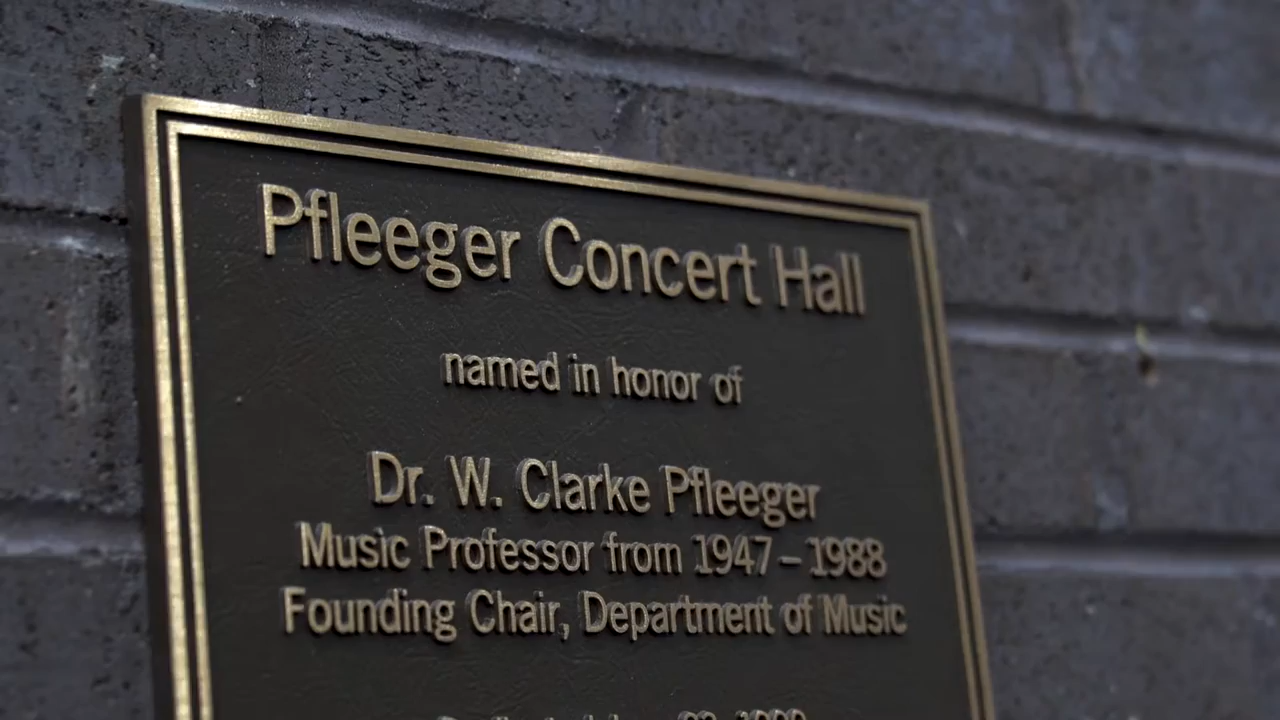 Pfleeger Concert Hall
named in honor of
Dr. W. Clarke Pfleeger
Music Professor from 1947 – 1988
Founding Chair, Department of Music